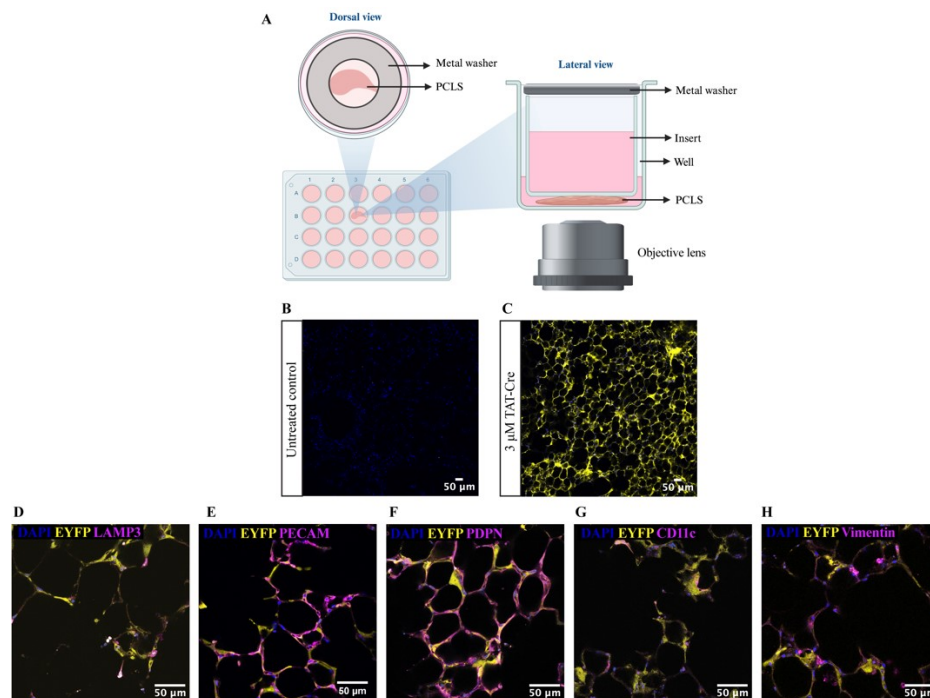 A
Dorsal view
Metal washer
PCLS
Lateral view
Metal washer
Insert
Well
PCLS
Objective lens
1 2 3 4 5 6
A
B
C
D
B
Untreated control
50 µm
C
3 µM TAT-Cre
50 µm
D
DAPI EYFP LAMP3
50 µm
E
DAPI EYFP PECAM
50 µm
F
DAPI EYFP PDPN
50 µm
G
DAPI EYFP CD11c
50 µm
H
DAPI EYFP Vimentin
50 µm